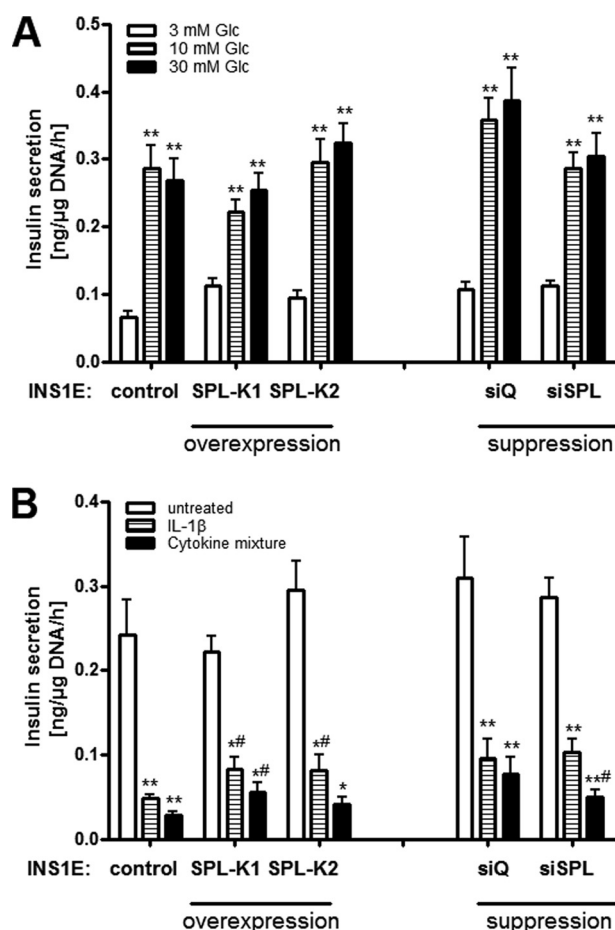 A
3 mM Glc
10 mM Glc
30 mM Glc
Insulin secretion
[ng/µg DNA/h]
0.5
0.4
0.3
0.2
0.1
0.0
** ** ** ** ** ** ** ** ** **
INS1E: control SPL-K1 SPL-K2 siQ siSPL
overexpression suppression
B
untreated
IL-1β
Cytokine mixture
Insulin secretion
[ng/µg DNA/h]
0.4
0.3
0.2
0.1
0.0
** ** *# *# *# * ** ** ** **#
INS1E: control SPL-K1 SPL-K2 siQ siSPL
overexpression suppression